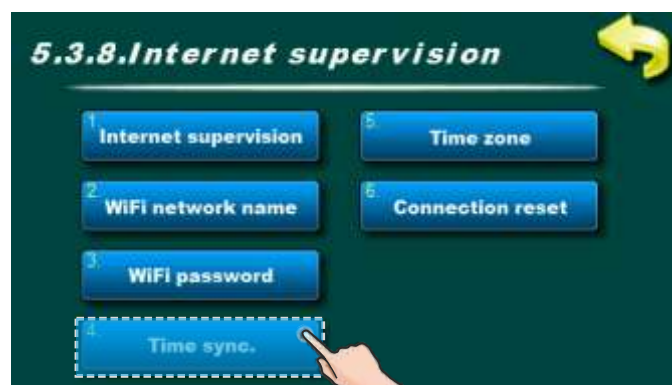 5.3.8.Internet supervision
1. Internet supervision
2. WiFi network name
3. WiFi password
4. Time sync.
5. Time zone
6. Connection reset